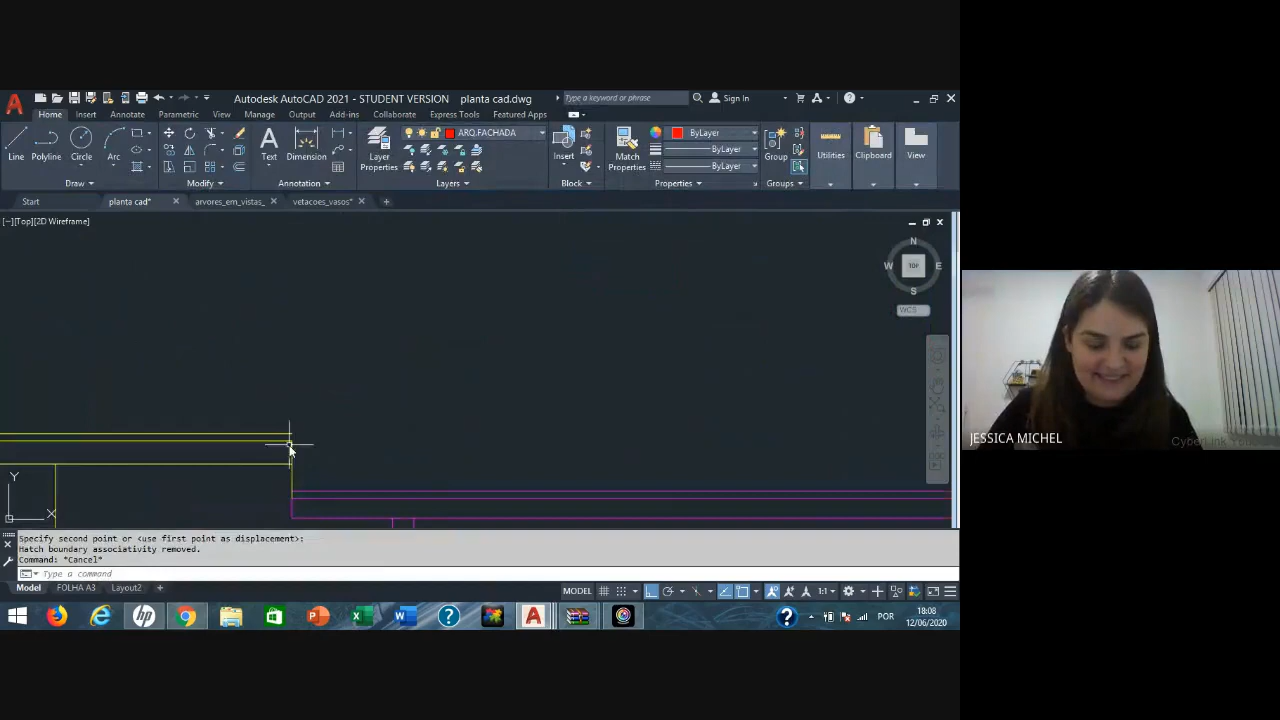 Autodesk AutoCAD 2021 - STUDENT VERSION planta cad.dwg
Type a keyword or phrase
Sign In
Home Insert Annotate Parametric View Manage Output Collaborate Express Tools Featured Apps
ARQ.FACHADA
ByLayer
ByLayer
ByLayer
Line Polyline Circle Arc Text Dimension Layer Properties Insert Match Properties Group Utilities Clipboard View
Draw Modify Annotation Layers Block Properties Groups
Start planta cad* arvores_em_vistas_ vetacoes_vasos*
[−][Top][2D Wireframe]
N
W TOP E
S
WCS
Y
X
JESSICA MICHEL
Specify second point or <use first point as displacement>:
Hatch boundary associativity removed.
Command: *Cancel*
Type a command
Model FOLHA A3 Layout2
MODEL 1:1
POR 18:08
12/06/2020